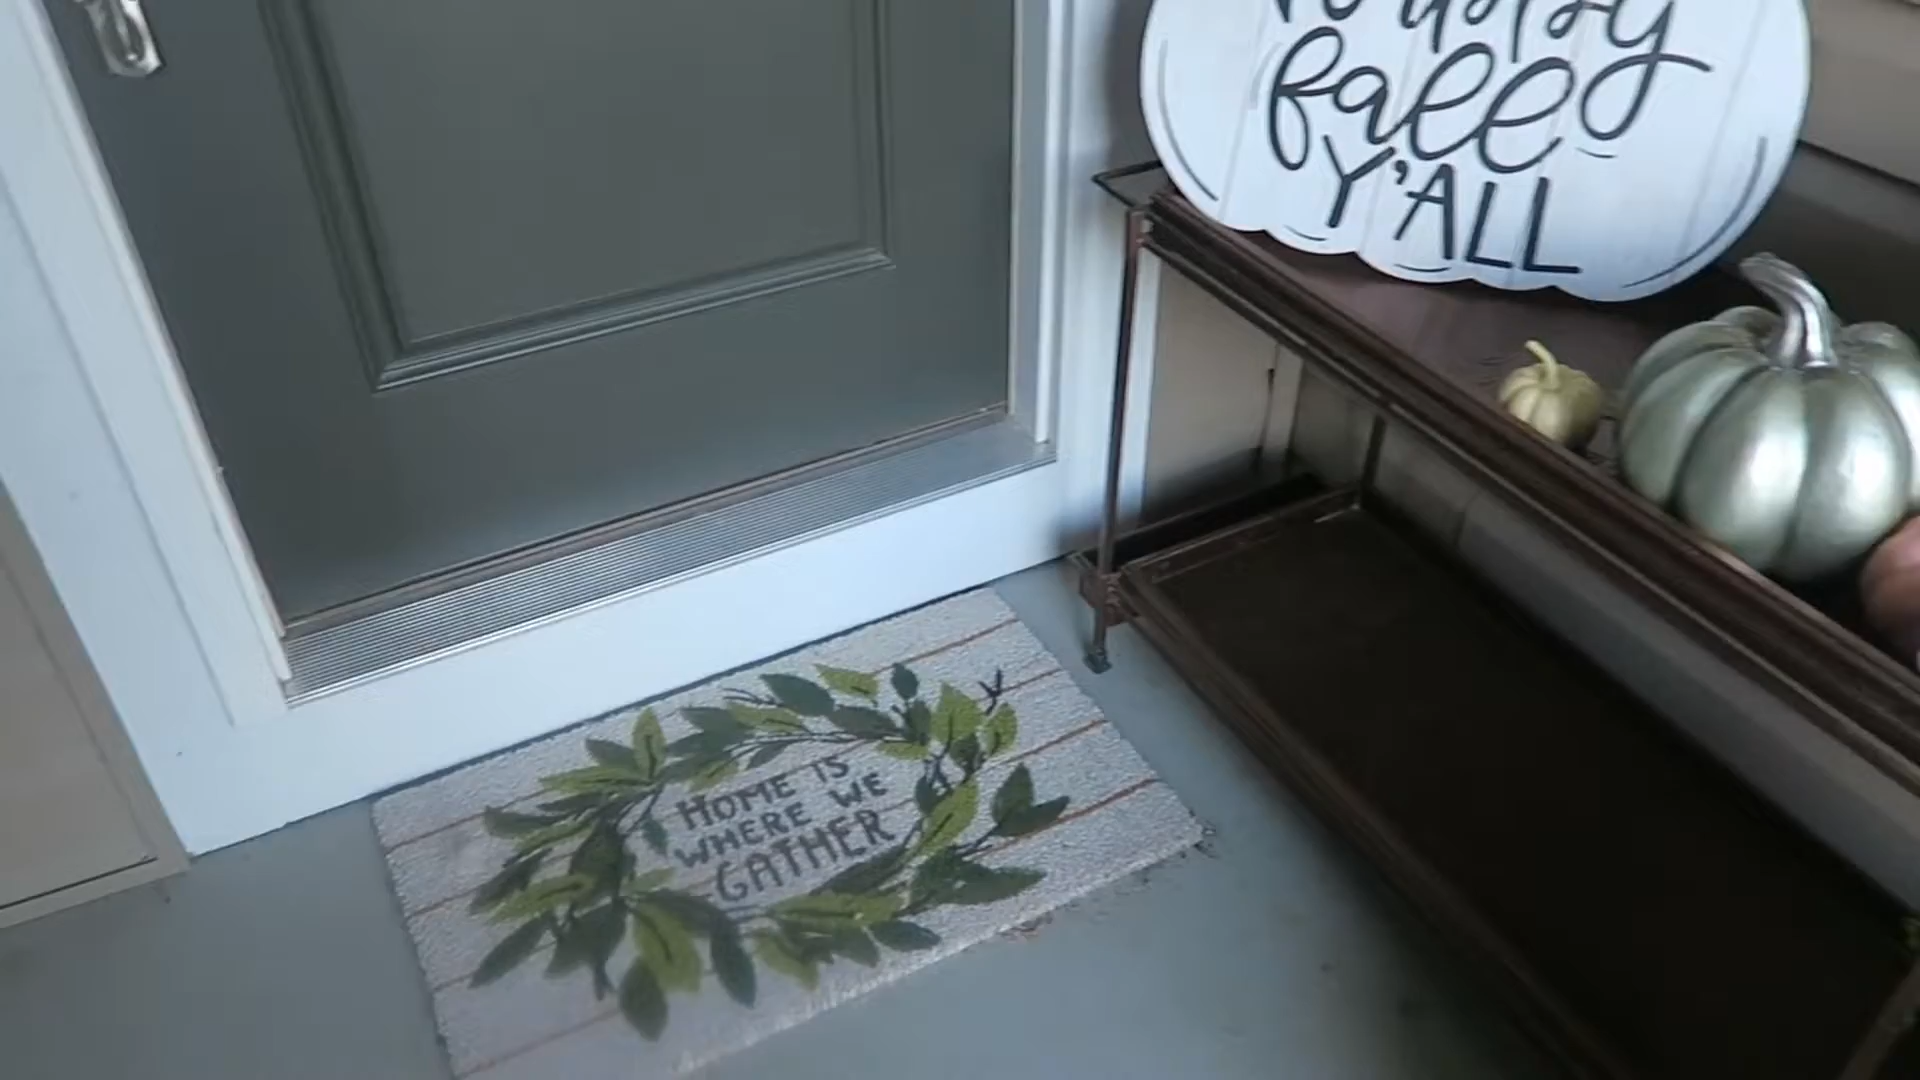 fall
Y'ALL
HOME IS
WHERE WE
GATHER